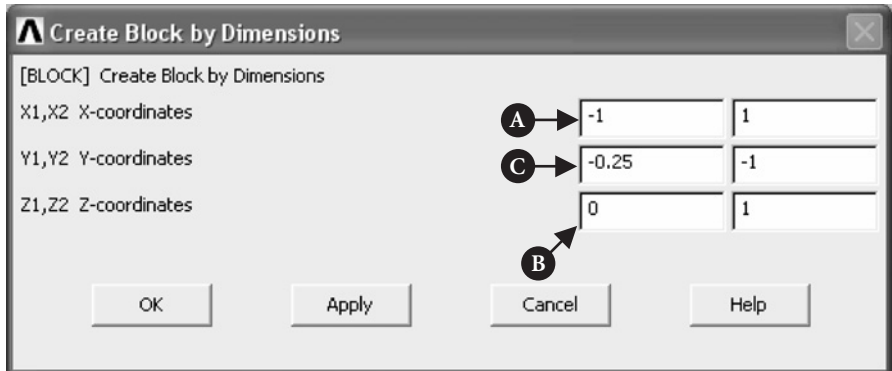 Create Block by Dimensions
[BLOCK] Create Block by Dimensions
X1,X2 X-coordinates A -1 1
Y1,Y2 Y-coordinates C -0.25 -1
Z1,Z2 Z-coordinates 0 1
B
OK Apply Cancel Help